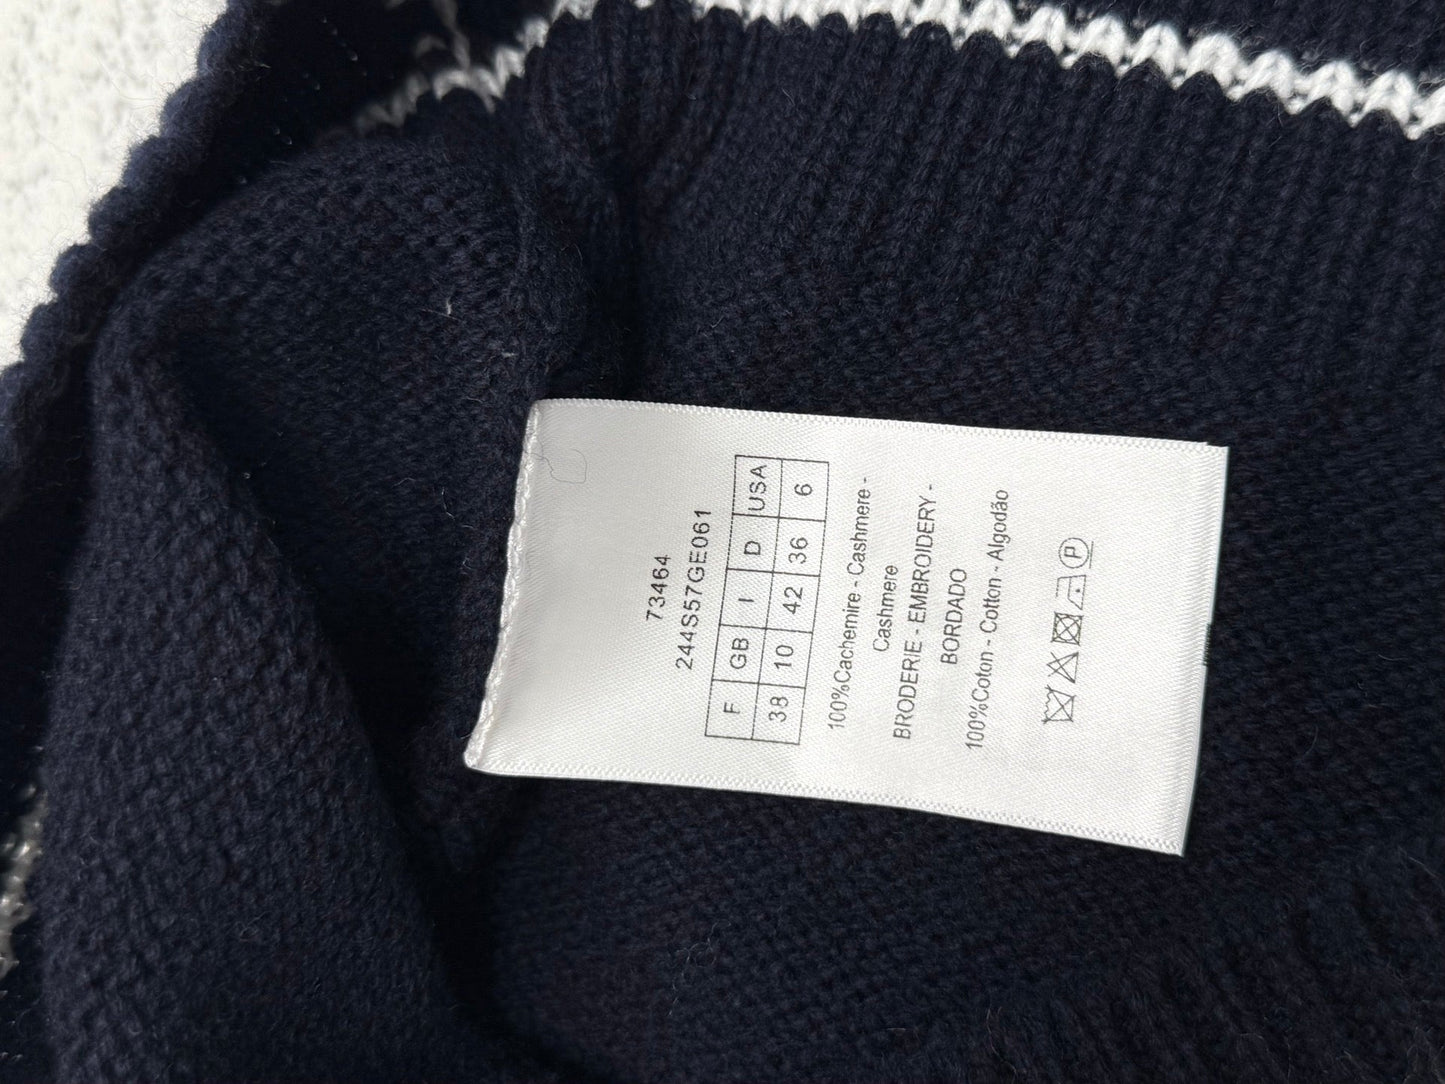 73464
244S57GE061
F GB I D USA
38 10 42 36 6
100%Cachemire - Cashmere -
Cashmere
BRODERIE - EMBROIDERY -
BORDADO
100%Coton - Cotton - Algodão
P